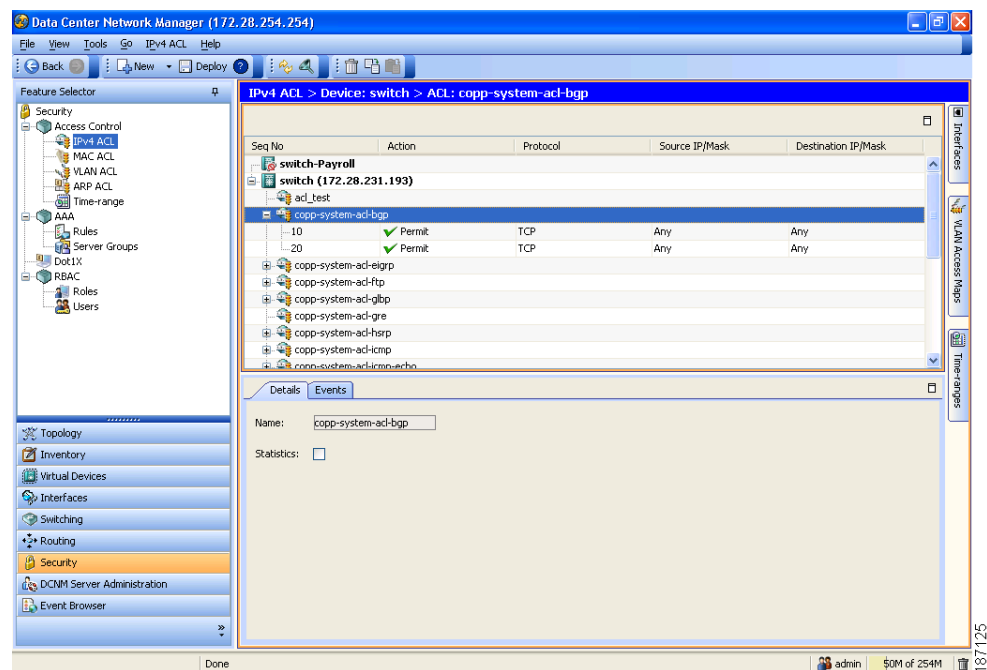 Data Center Network Manager (172.28.254.254)
File View Tools Go IPv4 ACL Help
Back New Deploy
Feature Selector
Security
Access Control
IPv4 ACL
MAC ACL
VLAN ACL
ARP ACL
Time-range
AAA
Rules
Server Groups
Dot1X
RBAC
Roles
Users
Topology
Inventory
Virtual Devices
Interfaces
Switching
Routing
Security
DCNM Server Administration
Event Browser
IPv4 ACL > Device: switch > ACL: copp-system-acl-bgp
Seq No Action Protocol Source IP/Mask Destination IP/Mask
switch-Payroll
switch (172.28.231.193)
acl_test
copp-system-acl-bgp
10 Permit TCP Any Any
20 Permit TCP Any Any
copp-system-acl-eigrp
copp-system-acl-ftp
copp-system-acl-glbp
copp-system-acl-gre
copp-system-acl-hsrp
copp-system-acl-icmp
copp-system-acl-icmp-echo
Details Events
Name: copp-system-acl-bgp
Statistics:
Interfaces
VLAN Access Maps
Time-ranges
Done
admin
$0M of 254M
187125